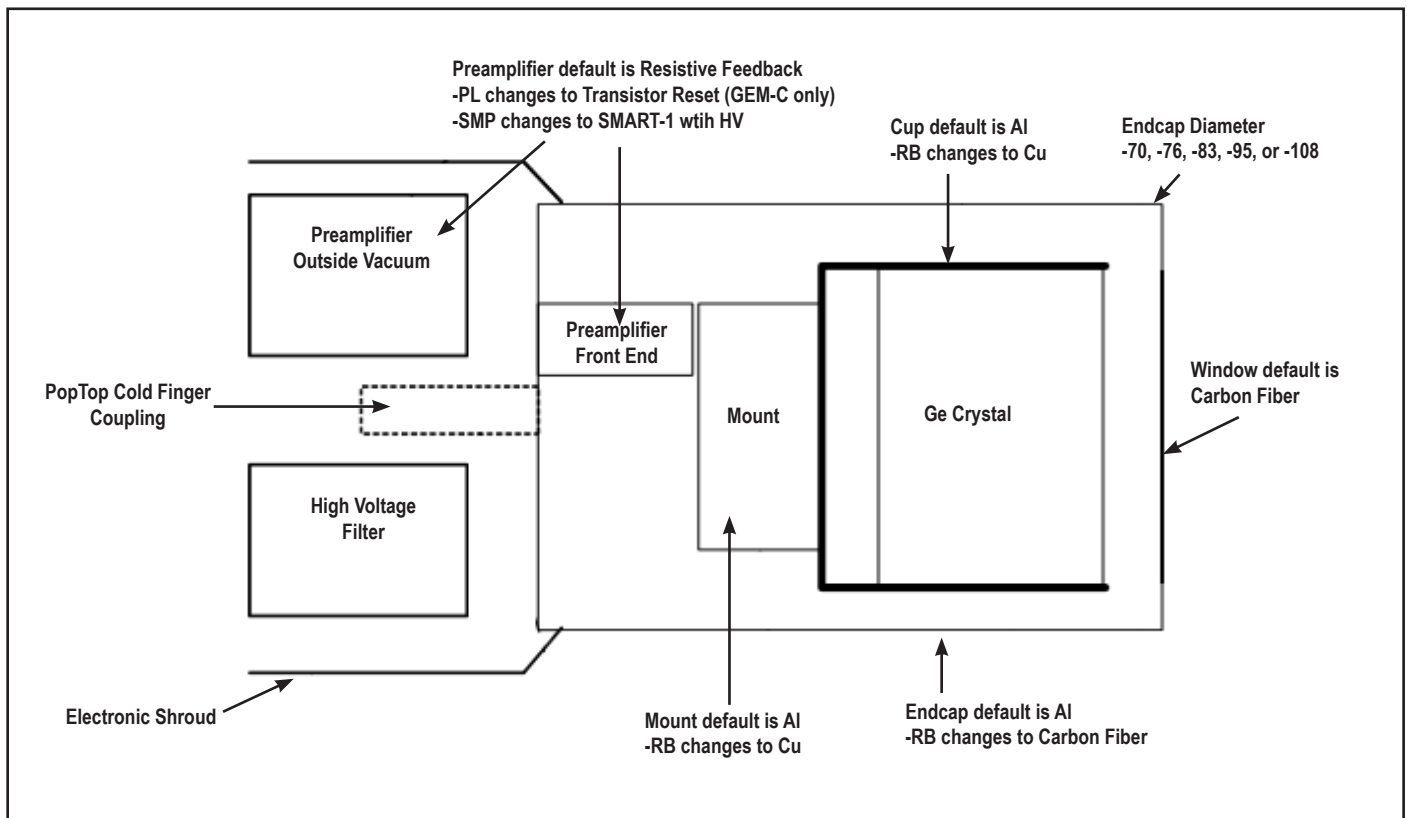 Preamplifier default is Resistive Feedback
-PL changes to Transistor Reset (GEM-C only)
-SMP changes to SMART-1 wtih HV
Cup default is Al
-RB changes to Cu
Endcap Diameter
-70, -76, -83, -95, or -108
Preamplifier
Outside Vacuum
Preamplifier
Front End
PopTop Cold Finger
Coupling
Mount
Ge Crystal
Window default is
Carbon Fiber
High Voltage
Filter
Electronic Shroud
Mount default is Al
-RB changes to Cu
Endcap default is Al
-RB changes to Carbon Fiber